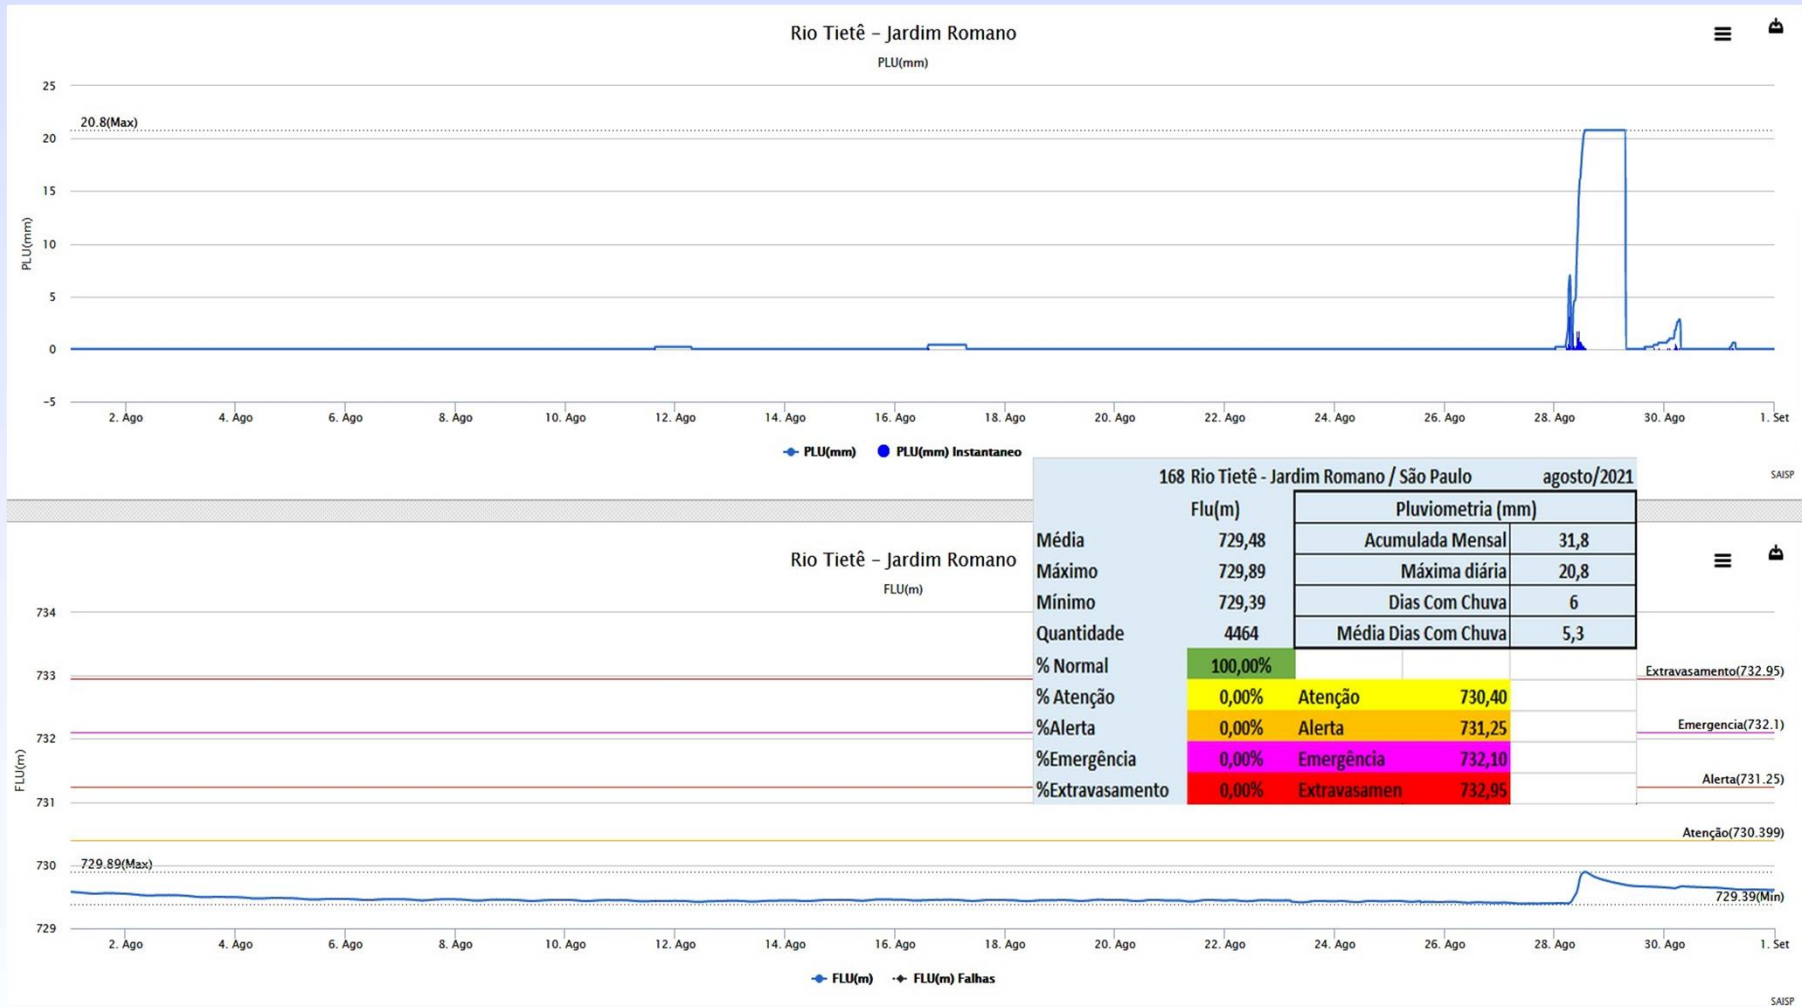 Rio Tietê – Jardim Romano
PLU(mm)
25
20.8(Max)
20
15
10
5
0
-5
PLU(mm)
2. Ago 4. Ago 6. Ago 8. Ago 10. Ago 12. Ago 14. Ago 16. Ago 18. Ago 20. Ago 22. Ago 24. Ago 26. Ago 28. Ago 30. Ago 1. Set
PLU(mm) PLU(mm) Instantaneo
SAISP
168 Rio Tietê - Jardim Romano / São Paulo agosto/2021
Flu(m) Pluviometria (mm)
Média 729,48 Acumulada Mensal 31,8
Máximo 729,89 Máxima diária 20,8
Mínimo 729,39 Dias Com Chuva 6
Quantidade 4464 Média Dias Com Chuva 5,3
% Normal 100,00%
% Atenção 0,00% Atenção 730,40
%Alerta 0,00% Alerta 731,25
%Emergência 0,00% Emergência 732,10
%Extravasamento 0,00% Extravasamen 732,95
Rio Tietê – Jardim Romano
FLU(m)
734
733
732
731
730
729
FLU(m)
Extravasamento(732.95)
Emergencia(732.1)
Alerta(731.25)
Atenção(730.399)
729.89(Max)
729.39(Min)
2. Ago 4. Ago 6. Ago 8. Ago 10. Ago 12. Ago 14. Ago 16. Ago 18. Ago 20. Ago 22. Ago 24. Ago 26. Ago 28. Ago 30. Ago 1. Set
FLU(m) FLU(m) Falhas
SAISP